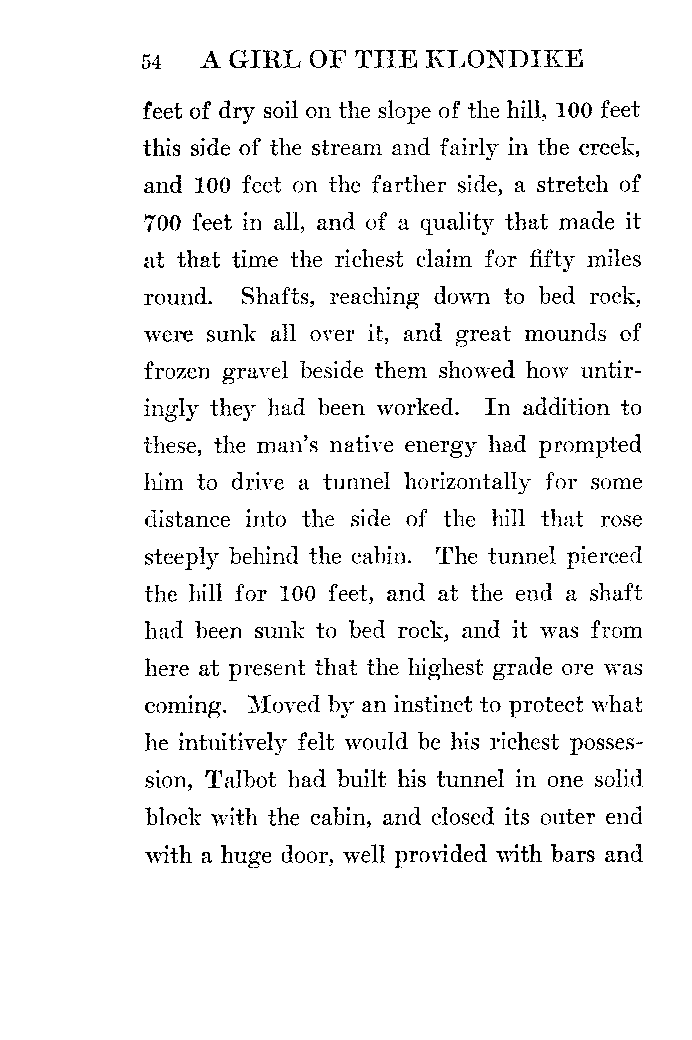 54 A GIRL OF THE KLONDIKE
feet of dry soil on the slope of the hill, 100 feet
this side of the stream and fairly in the creek,
and 100 feet on the farther side, a stretch of
700 feet in all, and of a quality that made it
at that time the richest claim for fifty miles
round. Shafts, reaching down to bed rock,
were sunk all over it, and great mounds of
frozen gravel beside them showed how untir-
ingly they had been worked. In addition to
these, the man's native energy had prompted
him to drive a tunnel horizontally for some
distance into the side of the hill that rose
steeply behind the cabin. The tunnel pierced
the hill for 100 feet, and at the end a shaft
had been sunk to bed rock, and it was from
here at present that the highest grade ore was
coming. Moved by an instinct to protect what
he intuitively felt would be his richest posses-
sion, Talbot had built his tunnel in one solid
block with the cabin, and closed its outer end
with a huge door, well provided with bars and